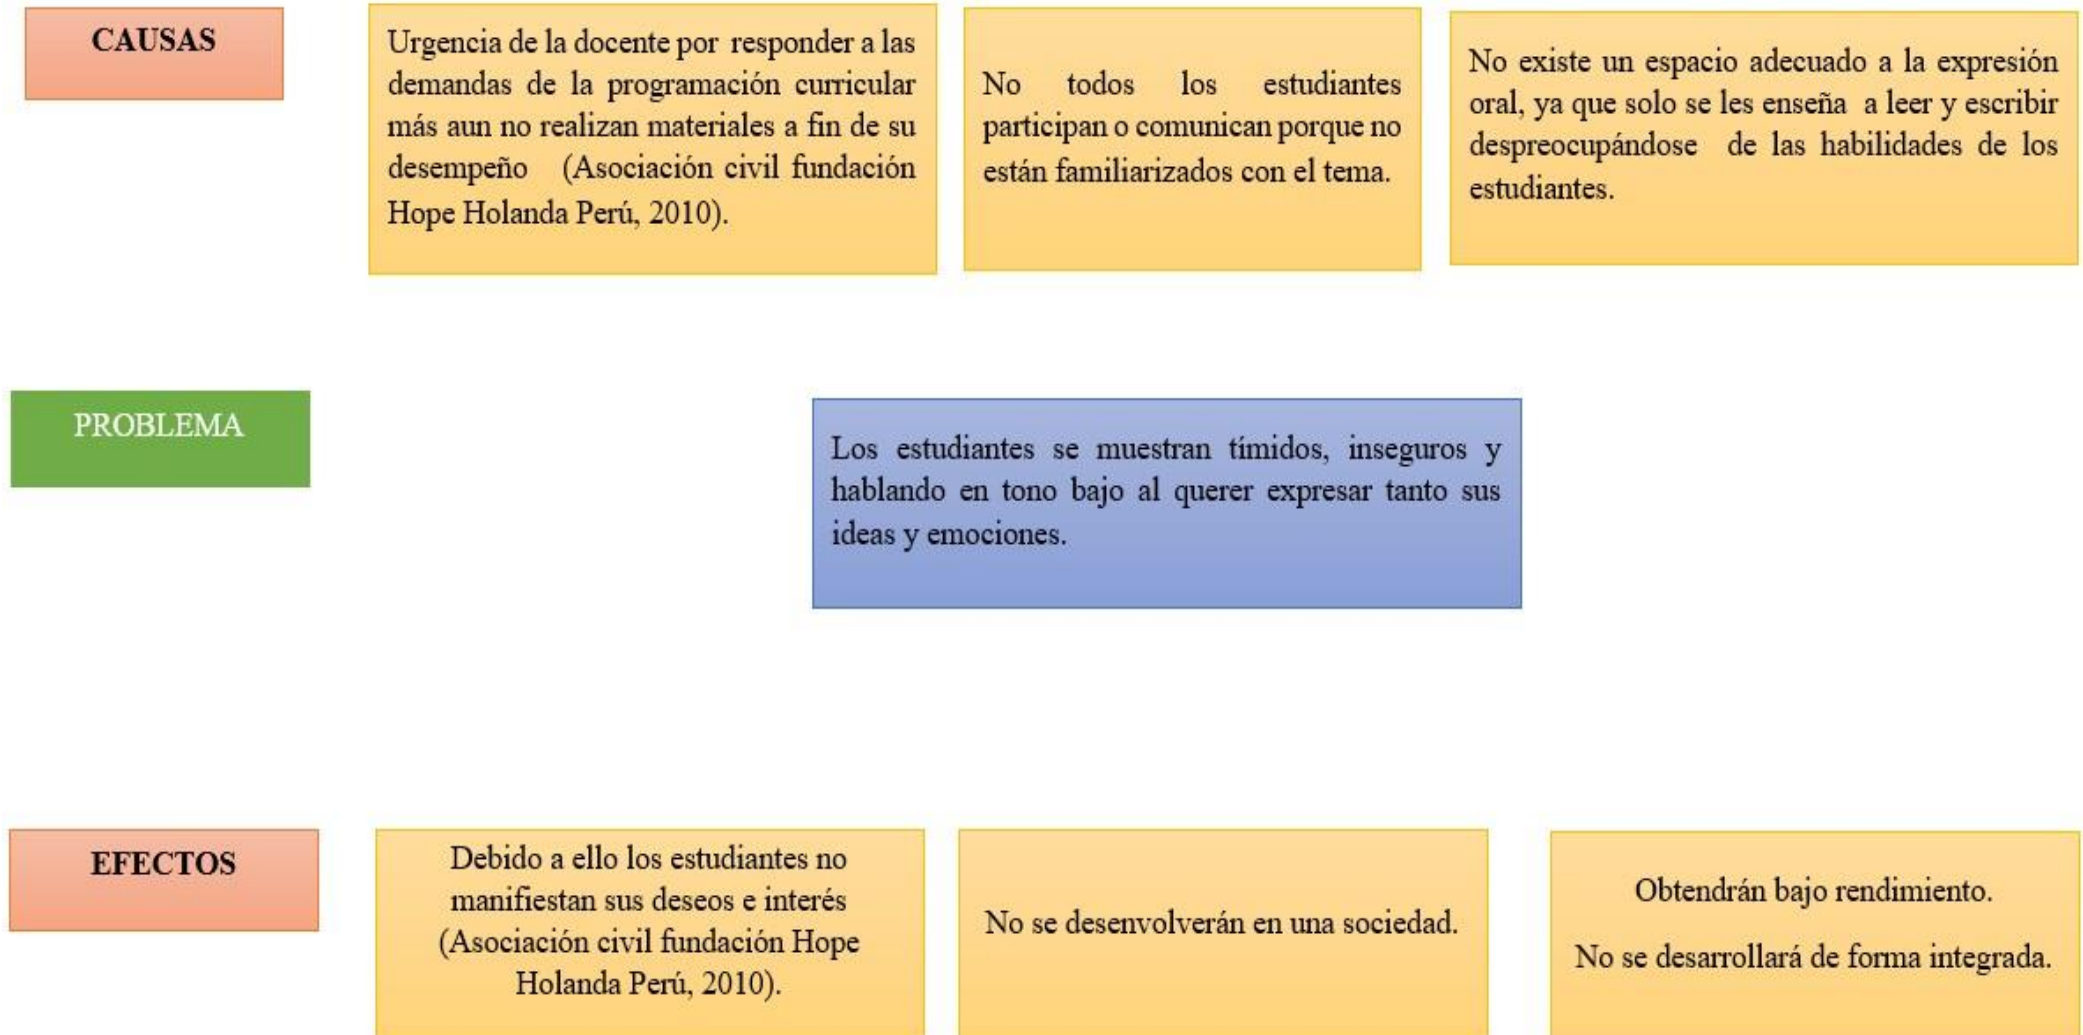 CAUSAS
Urgencia de la docente por responder a las
demandas de la programación curricular
más aun no realizan materiales a fin de su
desempeño (Asociación civil fundación
Hope Holanda Perú, 2010).
No todos los estudiantes
participan o comunican porque no
están familiarizados con el tema.
No existe un espacio adecuado a la expresión
oral, ya que solo se les enseña a leer y escribir
despreocupándose de las habilidades de los
estudiantes.
PROBLEMA
Los estudiantes se muestran tímidos, inseguros y
hablando en tono bajo al querer expresar tanto sus
ideas y emociones.
EFECTOS
Debido a ello los estudiantes no
manifiestan sus deseos e interés
(Asociación civil fundación Hope
Holanda Perú, 2010).
No se desenvolverán en una sociedad.
Obtendrán bajo rendimiento.
No se desarrollará de forma integrada.